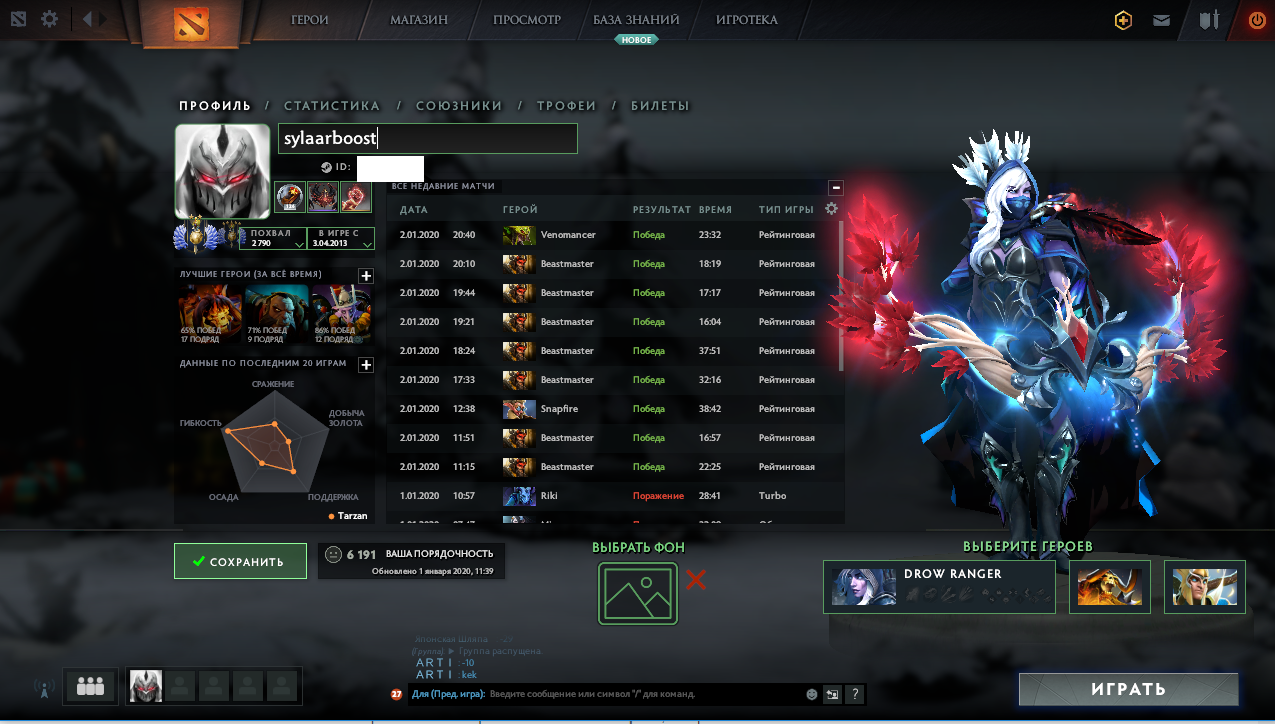 ГЕРОИ
МАГАЗИН
ПРОСМОТР
БАЗА ЗНАНИЙ
ИГРОТЕКА
НОВОЕ
ПРОФИЛЬ / СТАТИСТИКА / СОЮЗНИКИ / ТРОФЕИ / БИЛЕТЫ
sylaarboost
ID:
ПОХВАЛ
2 790
В ИГРЕ С
3.04.2013
ЛУЧШИЕ ГЕРОИ (ЗА ВСЁ ВРЕМЯ)
65% ПОБЕД
17 ПОДРЯД
71% ПОБЕД
9 ПОДРЯД
86% ПОБЕД
12 ПОДРЯД
ДАННЫЕ ПО ПОСЛЕДНИМ 20 ИГРАМ
СРАЖЕНИЕ
ГИБКОСТЬ
ДОБЫЧА
ЗОЛОТА
ОСАДА
ПОДДЕРЖКА
Tarzan
ВСЕ НЕДАВНИЕ МАТЧИ
ДАТА ГЕРОЙ РЕЗУЛЬТАТ ВРЕМЯ ТИП ИГРЫ
2.01.2020 20:40 Venomancer Победа 23:32 Рейтинговая
2.01.2020 20:10 Beastmaster Победа 18:19 Рейтинговая
2.01.2020 19:44 Beastmaster Победа 17:17 Рейтинговая
2.01.2020 19:21 Beastmaster Победа 16:04 Рейтинговая
2.01.2020 18:24 Beastmaster Победа 37:51 Рейтинговая
2.01.2020 17:33 Beastmaster Победа 32:16 Рейтинговая
2.01.2020 12:38 Snapfire Победа 38:42 Рейтинговая
2.01.2020 11:51 Beastmaster Победа 16:57 Рейтинговая
2.01.2020 11:15 Beastmaster Победа 22:25 Рейтинговая
1.01.2020 10:57 Riki Поражение 28:41 Turbo
СОХРАНИТЬ
6 191 ВАША ПОРЯДОЧНОСТЬ
Обновлено 1 января 2020, 11:39
ВЫБРАТЬ ФОН
ВЫБЕРИТЕ ГЕРОЕВ
DROW RANGER
Японская Шлипа: -25
(Группа) ► Группа распущена.
ARTI : -10
ARTI : kek
27
Для (Пред. игра): Введите сообщение или символ "/" для команд.
?
ИГРАТЬ